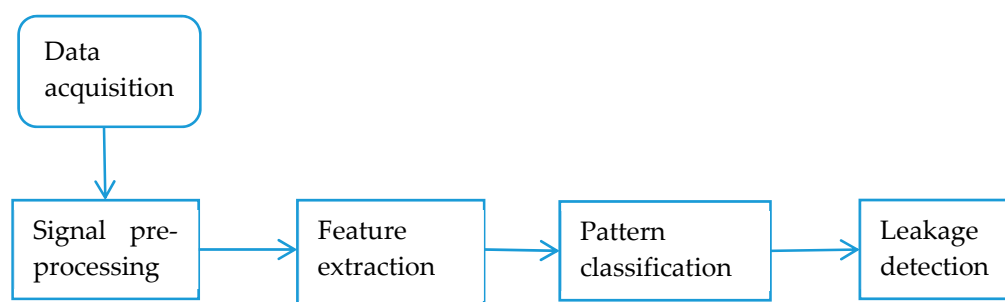 Data
acquisition
Signal pre-
processing
Feature
extraction
Pattern
classification
Leakage
detection